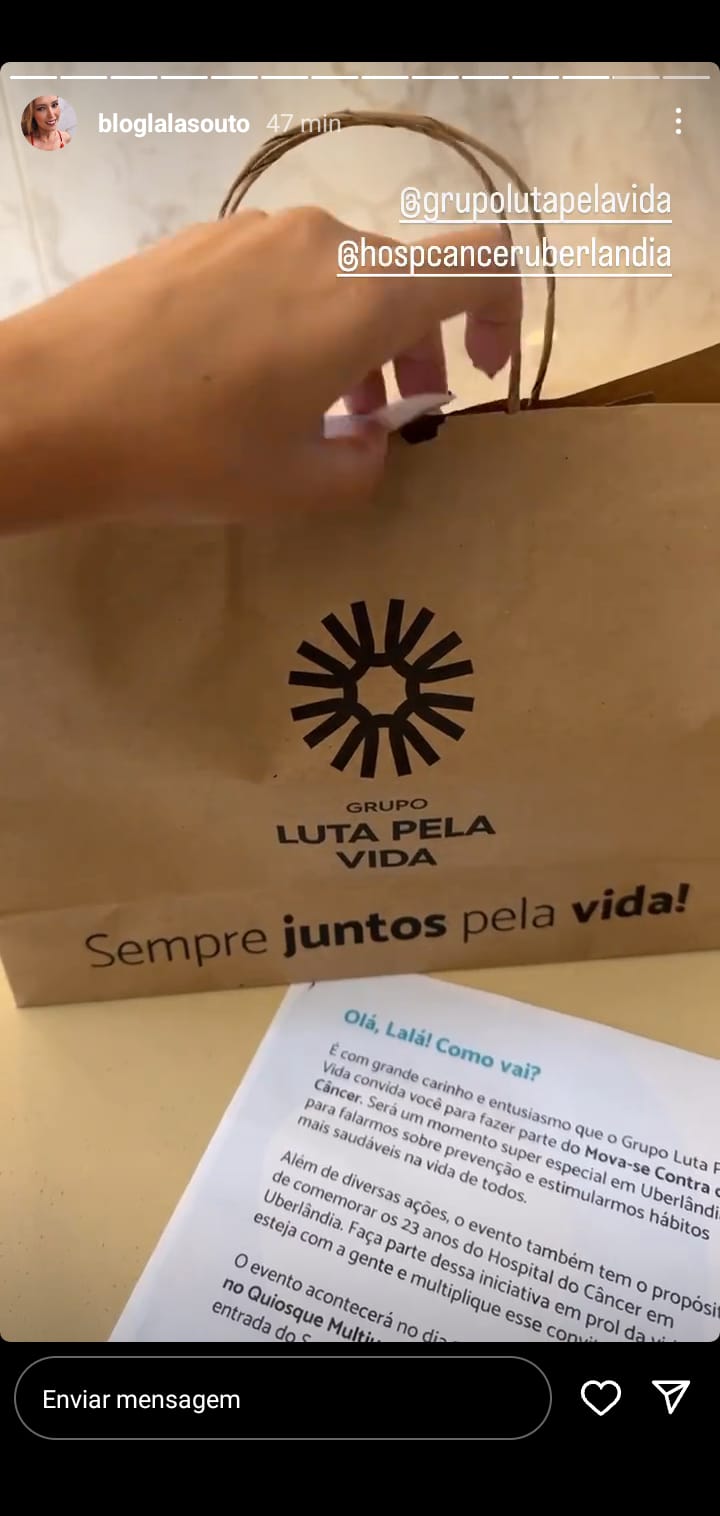 bloglalasouto 47 min
@grupolutapelavida
@hospcanceruberlandia
GRUPO
LUTA PELA
VIDA
Sempre juntos pela vida!
Olá, Lalá! Como vai?
É com grande carinho e entusiasmo que o Grupo Luta
Vida convida você para fazer parte do Mova-se Contra
Câncer. Será um momento super especial em
para falarmos sobre prevenção e estimularmos hábitos
mais saudáveis na vida de todos.
Além de diversas ações, o evento também tem o
de comemorar os 23 anos do Hospital do Câncer em
Uberlândia. Faça parte dessa iniciativa em prol da
esteja com a gente e multiplique esse
O evento acontecerá no
no Quiosque
entrada do
Enviar mensagem